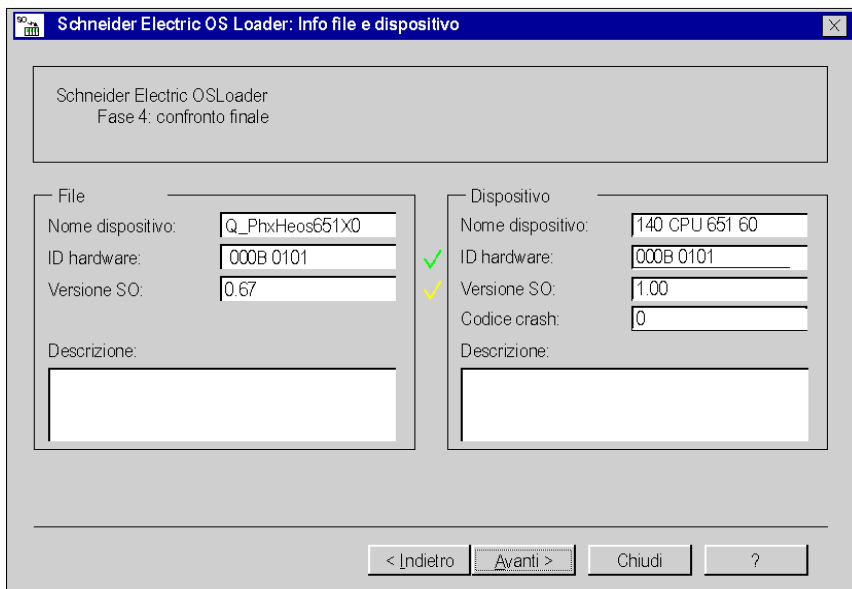 Schneider Electric OS Loader: Info file e dispositivo
Schneider Electric OSLoader
Fase 4: confronto finale
File
Nome dispositivo: Q_PhxHeos651X0
ID hardware: 000B 0101
Versione SO: 0.67
Descrizione:
Dispositivo
Nome dispositivo: 140 CPU 651 60
ID hardware: 000B 0101
Versione SO: 1.00
Codice crash: 0
Descrizione:
< Indietro
Avanti >
Chiudi
?